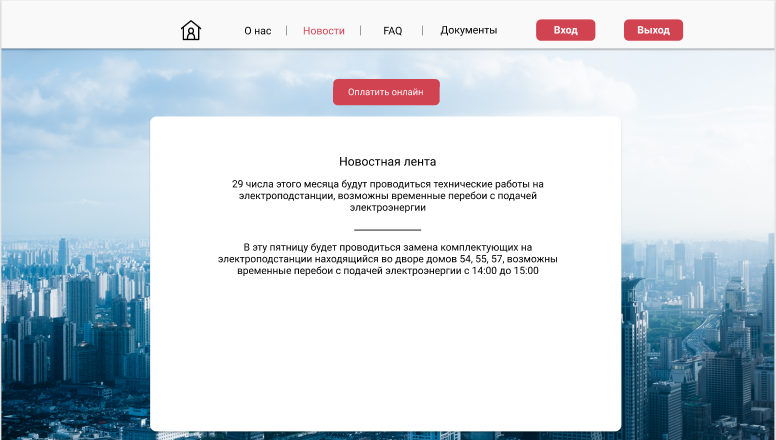 О нас
Новости
FAQ
Документы
Вход
Выход
Оплатить онлайн
Новостная лента
29 числа этого месяца будут проводиться технические работы на
электроподстанции, возможны временные перебои с подачей
электроэнергии
В эту пятницу будет проводиться замена комплектующих на
электроподстанции находящийся во дворе домов 54, 55, 57, возможны
временные перебои с подачей электроэнергии с 14:00 до 15:00